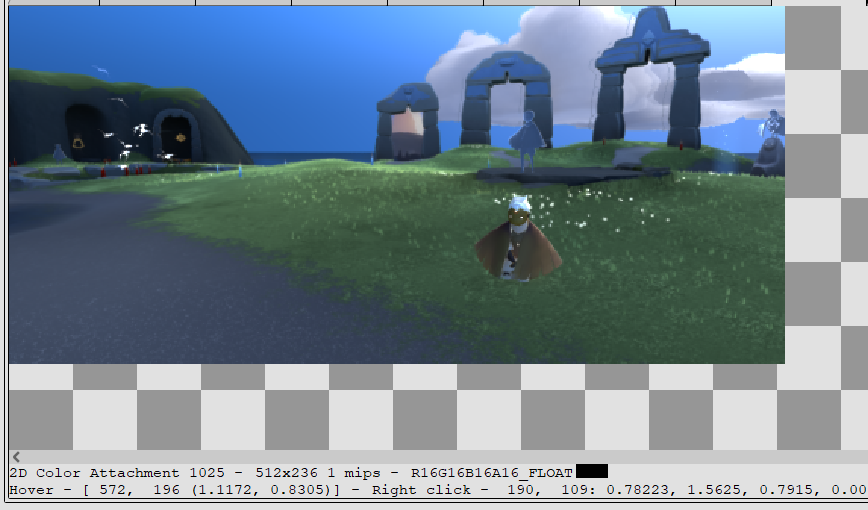 2D Color Attachment 1025 - 512x236 1 mips - R16G16B16A16_FLOAT
Hover - [ 572,  196 (1.1172, 0.8305)] - Right click -  190,  109: 0.78223, 1.5625, 0.7915, 0.00